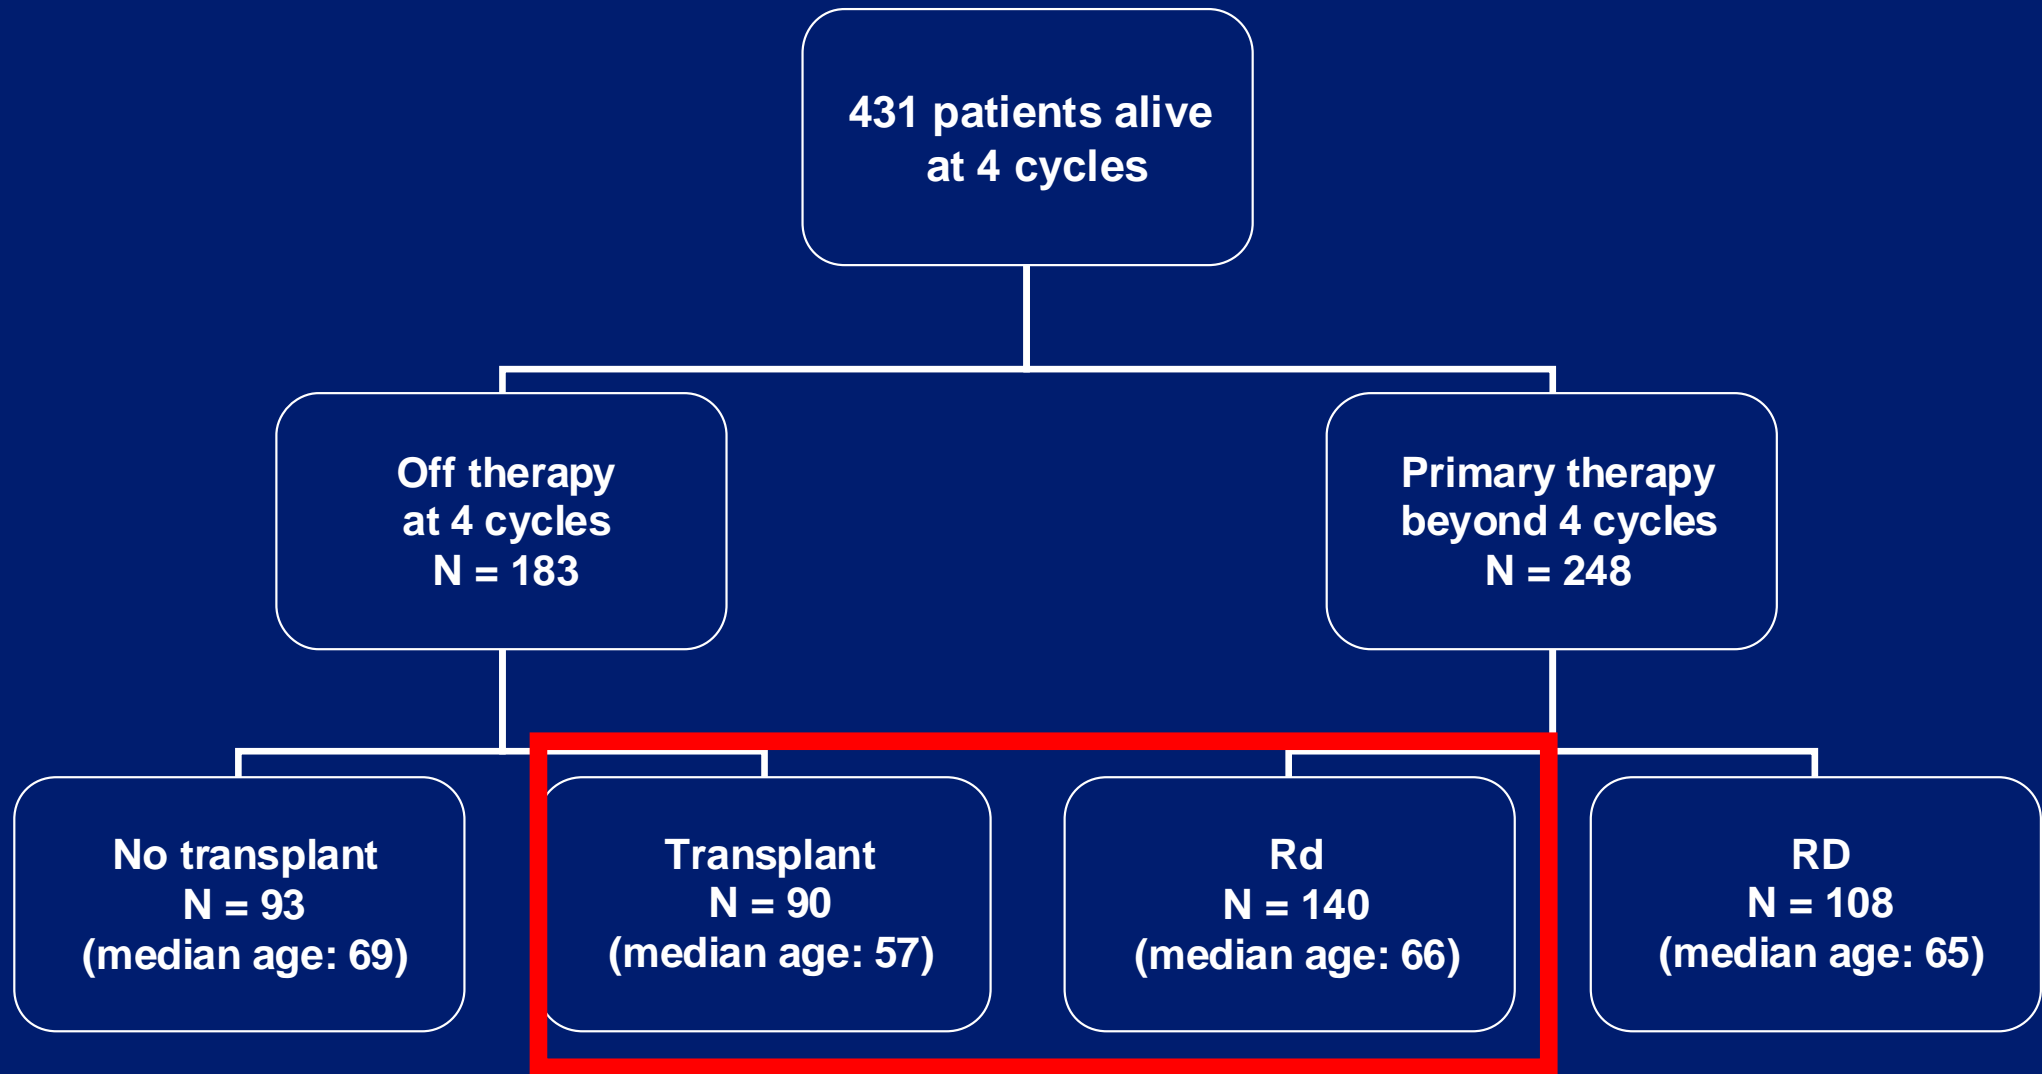 431 patients alive
at 4 cycles
Off therapy
at 4 cycles
N = 183
Primary therapy
beyond 4 cycles
N = 248
No transplant
N = 93
(median age: 69)
Transplant
N = 90
(median age: 57)
Rd
N = 140
(median age: 66)
RD
N = 108
(median age: 65)